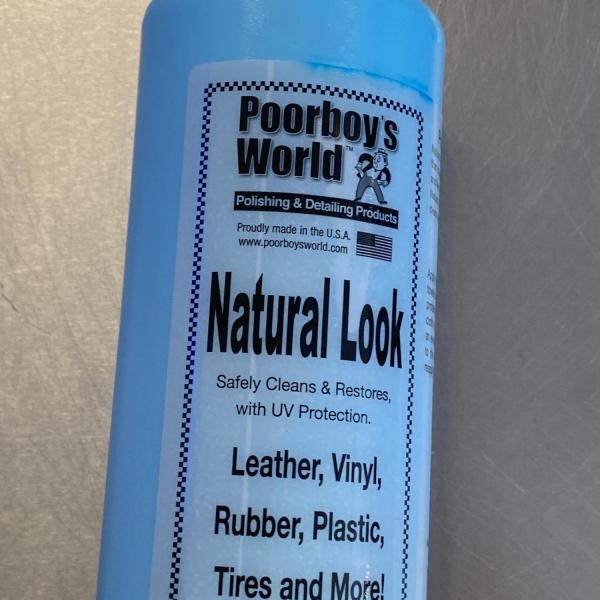 Poorboy's
World™
Polishing & Detailing Products
Proudly made in the U.S.A.
www.poorboysworld.com
Natural Look
Safely Cleans & Restores,
with UV Protection.
Leather, Vinyl,
Rubber, Plastic,
Tires and More!